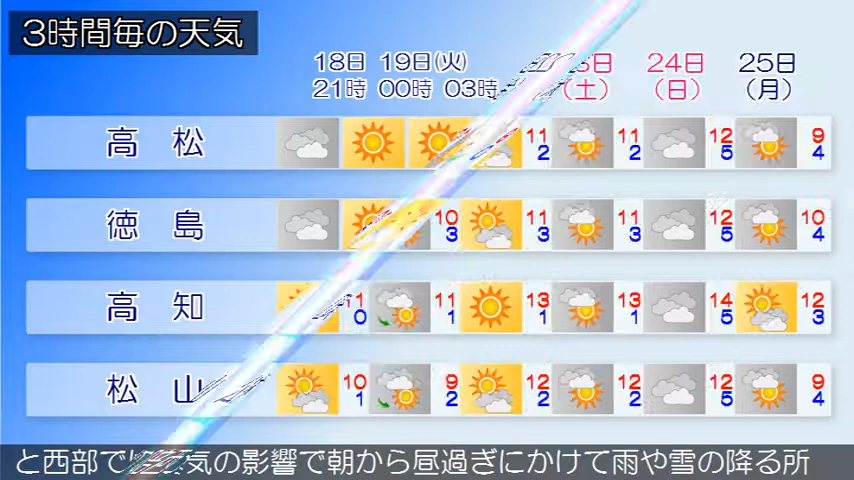 3時間毎の天気
18日 19日(火) 日 24日 25日
21時 00時 03時 (土) (日) (月)
高松 11 2 11 2 12 5 9 4
徳島 10 3 11 3 11 3 12 5 10 4
高知 11 0 11 1 13 1 13 1 14 5 12 3
松山 10 1 9 2 12 2 12 2 12 5 9 4
と西部で 気の影響で朝から昼過ぎにかけて雨や雪の降る所